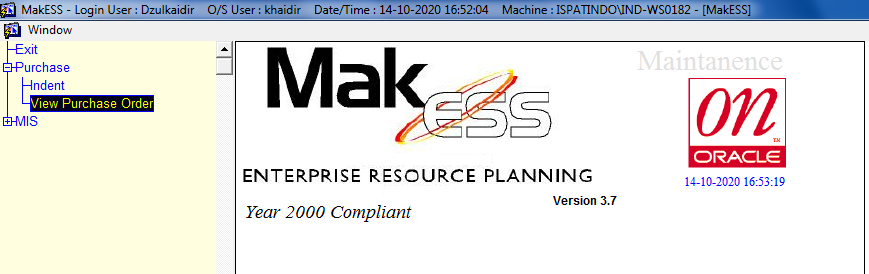 MakESS - Login User : Dzulkaidir O/S User : khaidir Date/Time : 14-10-2020 16:52:04 Machine : ISPATINDO\IND-WS0182 - [MakESS]
Window
Exit
Purchase
Indent
View Purchase Order
MIS
Maintanence
Mak ESS
ENTERPRISE RESOURCE PLANNING
Version 3.7
Year 2000 Compliant
on
TM
ORACLE
14-10-2020 16:53:19